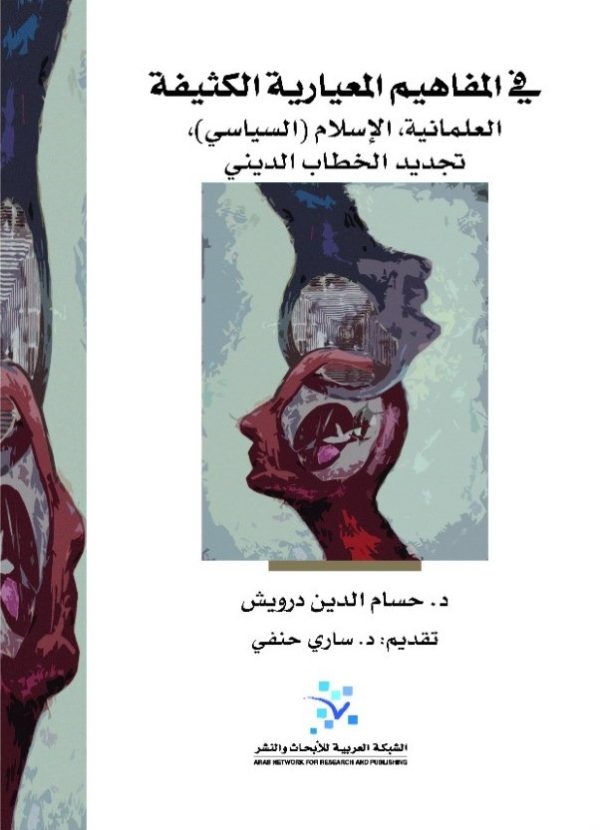 في المفاهيم المعيارية الكثيفة
العلمانية، الإسلام (السياسي)،
تجديد الخطاب الديني
د. حسام الدين درويش
تقديم: د. ساري حنفي
الشبكة العربية للأبحاث والنشر
ARAB NETWORK FOR RESEARCH AND PUBLISHING